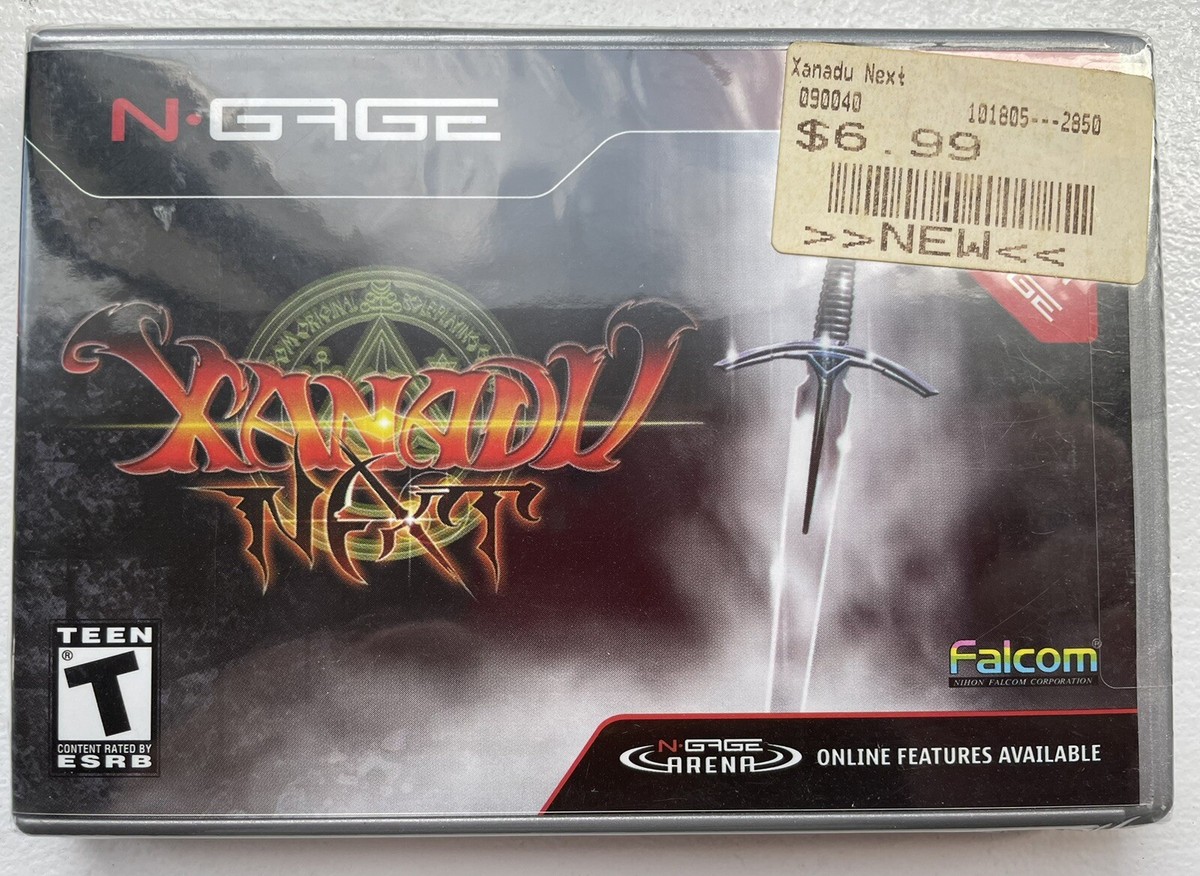 N·GAGE
Xanadu Next
090040
101805---2850
$6.99
>>NEW<<
GE
XANADU
NEXT
TEEN
T
®
CONTENT RATED BY
ESRB
Falcom®
NIHON FALCOM CORPORATION
N·GAGE
ARENA
ONLINE FEATURES AVAILABLE